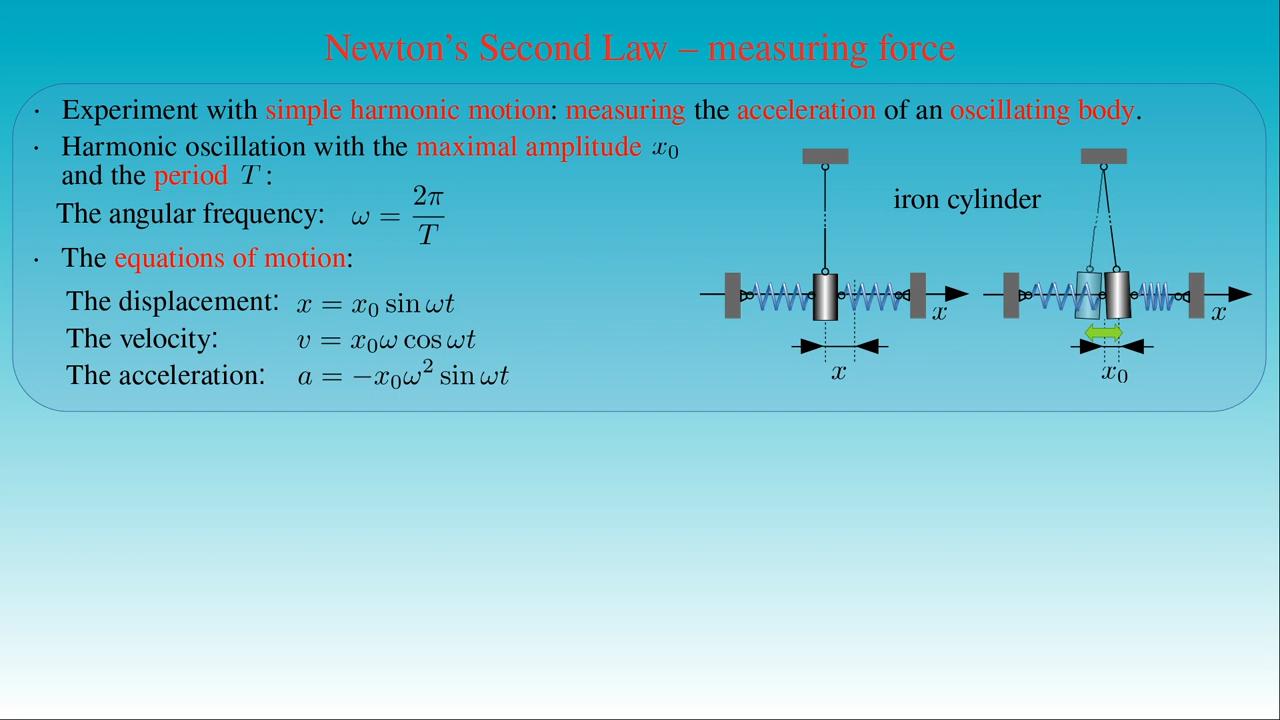 Newton's Second Law – measuring force
· Experiment with simple harmonic motion: measuring the acceleration of an oscillating body.
· Harmonic oscillation with the maximal amplitude x₀
and the period T :
The angular frequency: ω = 2π/T
· The equations of motion:
The displacement: x = x₀ sin ωt
The velocity: v = x₀ω cos ωt
The acceleration: a = −x₀ω² sin ωt
iron cylinder
x
x
x
x₀